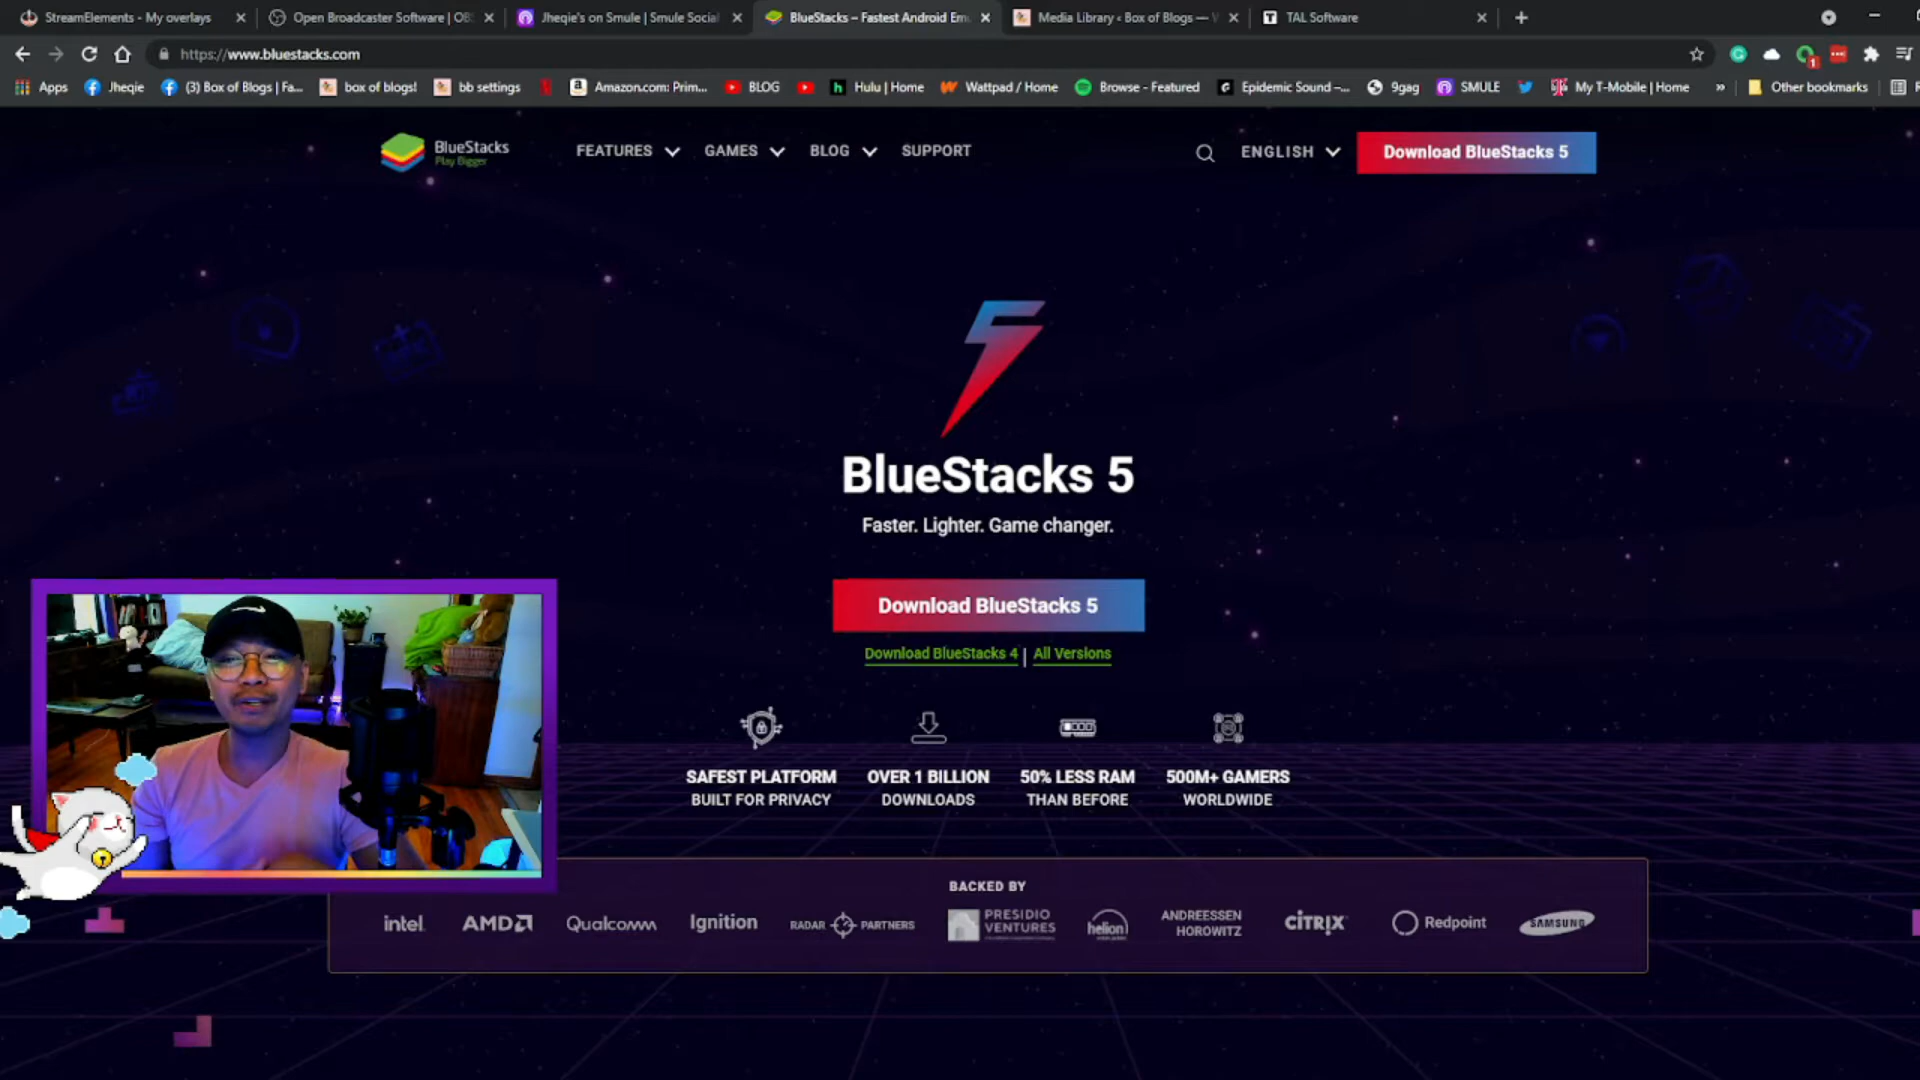 StreamElements - My overlays
Open Broadcaster Software | OB
Jheqie's on Smule | Smule Social
BlueStacks – Fastest Android Em
Media Library ‹ Box of Blogs —
TAL Software
https://www.bluestacks.com
Apps
Jheqie
(3) Box of Blogs | Fa...
box of blogs!
bb settings
Amazon.com: Prim...
BLOG
Hulu | Home
Wattpad / Home
Browse - Featured
Epidemic Sound –...
9gag
SMULE
My T-Mobile | Home
»
Other bookmarks
BlueStacks
Play Bigger
FEATURES
GAMES
BLOG
SUPPORT
ENGLISH
Download BlueStacks 5
BlueStacks 5
Faster. Lighter. Game changer.
Download BlueStacks 5
Download BlueStacks 4 | All Versions
SAFEST PLATFORM
BUILT FOR PRIVACY
OVER 1 BILLION
DOWNLOADS
50% LESS RAM
THAN BEFORE
500M+ GAMERS
WORLDWIDE
BACKED BY
intel
AMD
Qualcomm
Ignition
RADAR PARTNERS
PRESIDIO
VENTURES
helion
ANDREESSEN
HOROWITZ
CITRIX
Redpoint
SAMSUNG